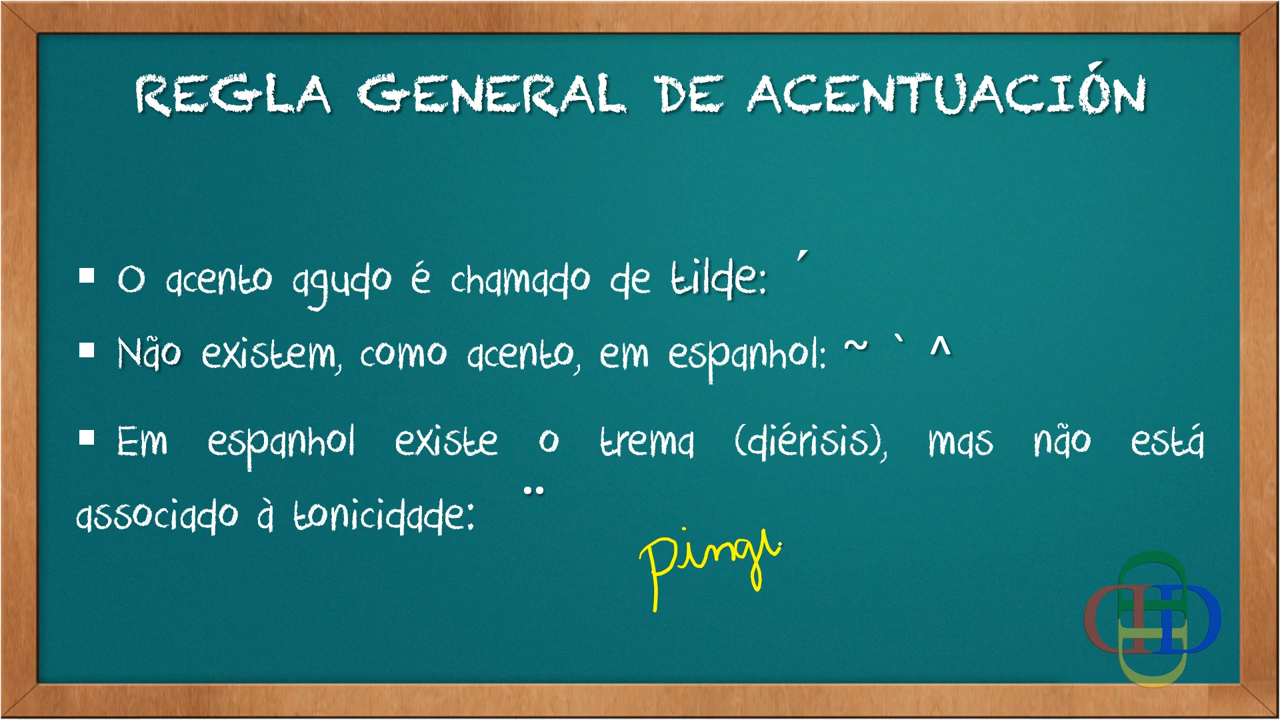 REGLA GENERAL DE ACENTUACIÓN
▪ O acento agudo é chamado de tilde: ´
▪ Não existem, como acento, em espanhol: ~ ` ^
▪ Em espanhol existe o trema (diérisis), mas não está
associado à tonicidade: ¨